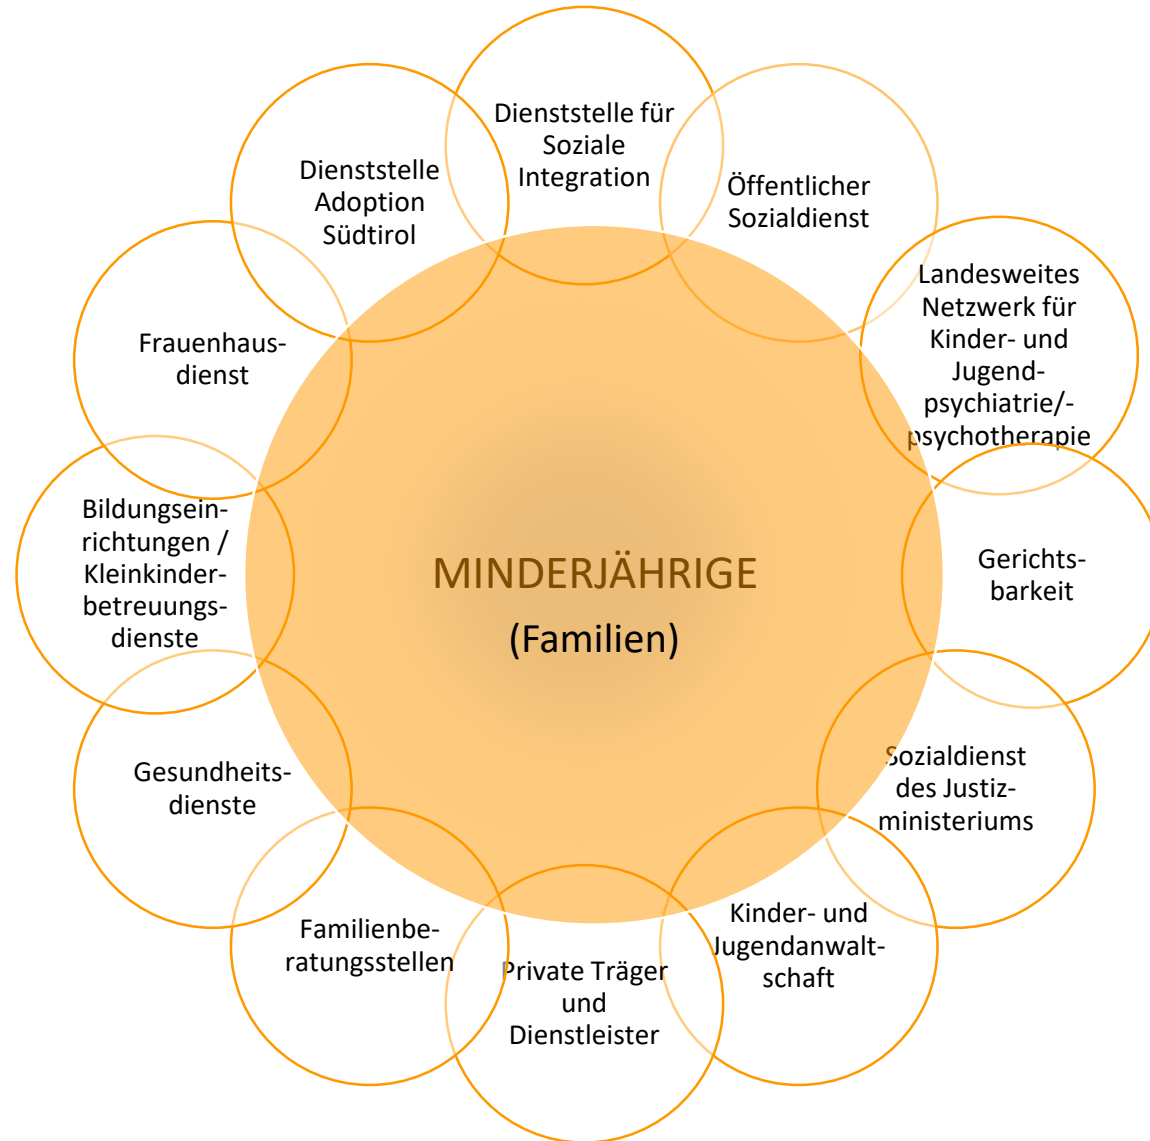 Dienststelle für
Soziale
Integration
Öffentlicher
Sozialdienst
Landesweites
Netzwerk für
Kinder- und
Jugend-
psychiatrie/-
psychotherapie
Gerichts-
barkeit
Sozialdienst
des Justiz-
ministeriums
Kinder- und
Jugendanwalt-
schaft
Private Träger
und
Dienstleister
Familienbe-
ratungsstellen
Gesundheits-
dienste
Bildungsein-
richtungen /
Kleinkinder-
betreuungs-
dienste
Frauenhaus-
dienst
Dienststelle
Adoption
Südtirol
MINDERJÄHRIGE
(Familien)